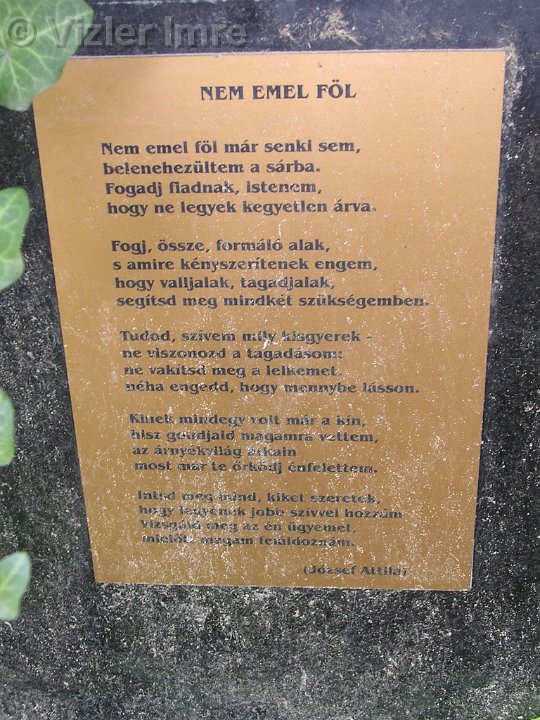 © Vizler Imre
NEM EMEL FÖL
Nem emel föl már senki sem,
belenehezültem a sárba.
Fogadj fiadnak, istenem,
hogy ne legyek kegyetlen árva.
Fogj, össze, formáló alak,
s amire kényszerítenek engem,
hogy valljalak, tagadjalak,
segítsd meg mindkét szükségemben.
Tudod, szívem mily kisgyerek -
ne viszonozd a tagadásom:
ne vakítsd meg a lelkemet,
néha engedd, hogy mennybe lásson.
Kinek mindegy volt már a kín,
hisz gondjaid magamra vettem,
az árnyékvilág árkain
most már te őrködj énfelettem.
Intsd meg mind, kiket szeretek,
hogy legyenek jobb szívvel hozzám
Vizsgáld meg az én ügyemet,
mielőtt magam feláldoznám.
(József Attila)